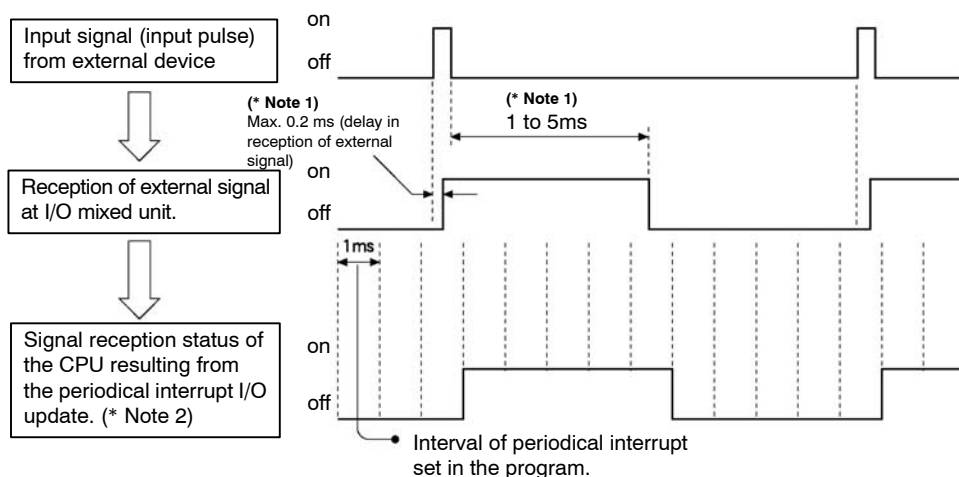 Input signal (input pulse)
from external device
on
off
(* Note 1)
Max. 0.2 ms (delay in
reception of external
signal)
(* Note 1)
1 to 5ms
Reception of external signal
at I/O mixed unit.
on
off
1ms
Signal reception status of
the CPU resulting from
the periodical interrupt I/O
update. (* Note 2)
on
off
Interval of periodical interrupt
set in the program.